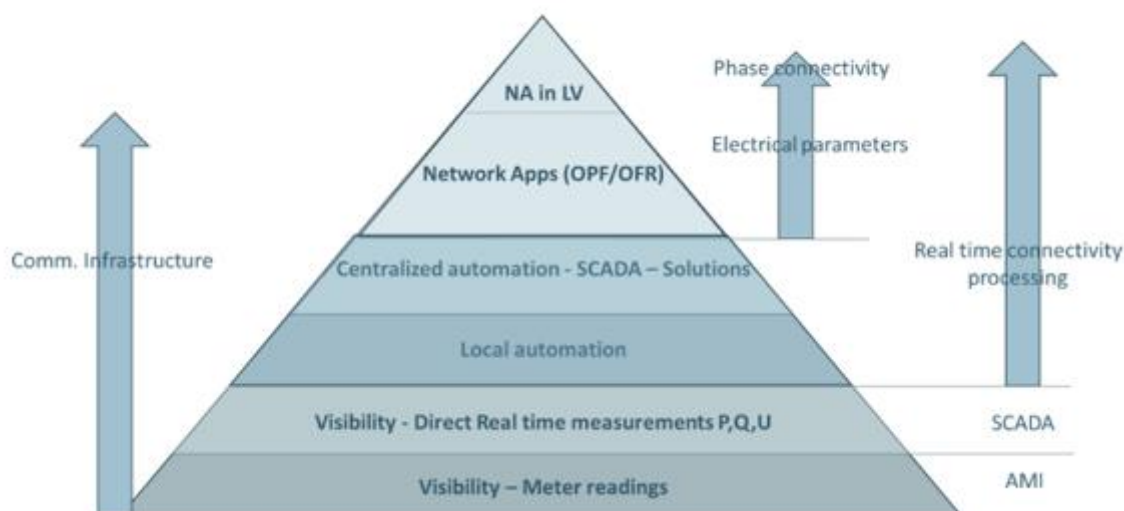 Phase connectivity
NA in LV
Electrical parameters
Network Apps (OPF/OFR)
Comm. Infrastructure
Centralized automation - SCADA – Solutions
Real time connectivity
processing
Local automation
Visibility - Direct Real time measurements P,Q,U
SCADA
Visibility – Meter readings
AMI